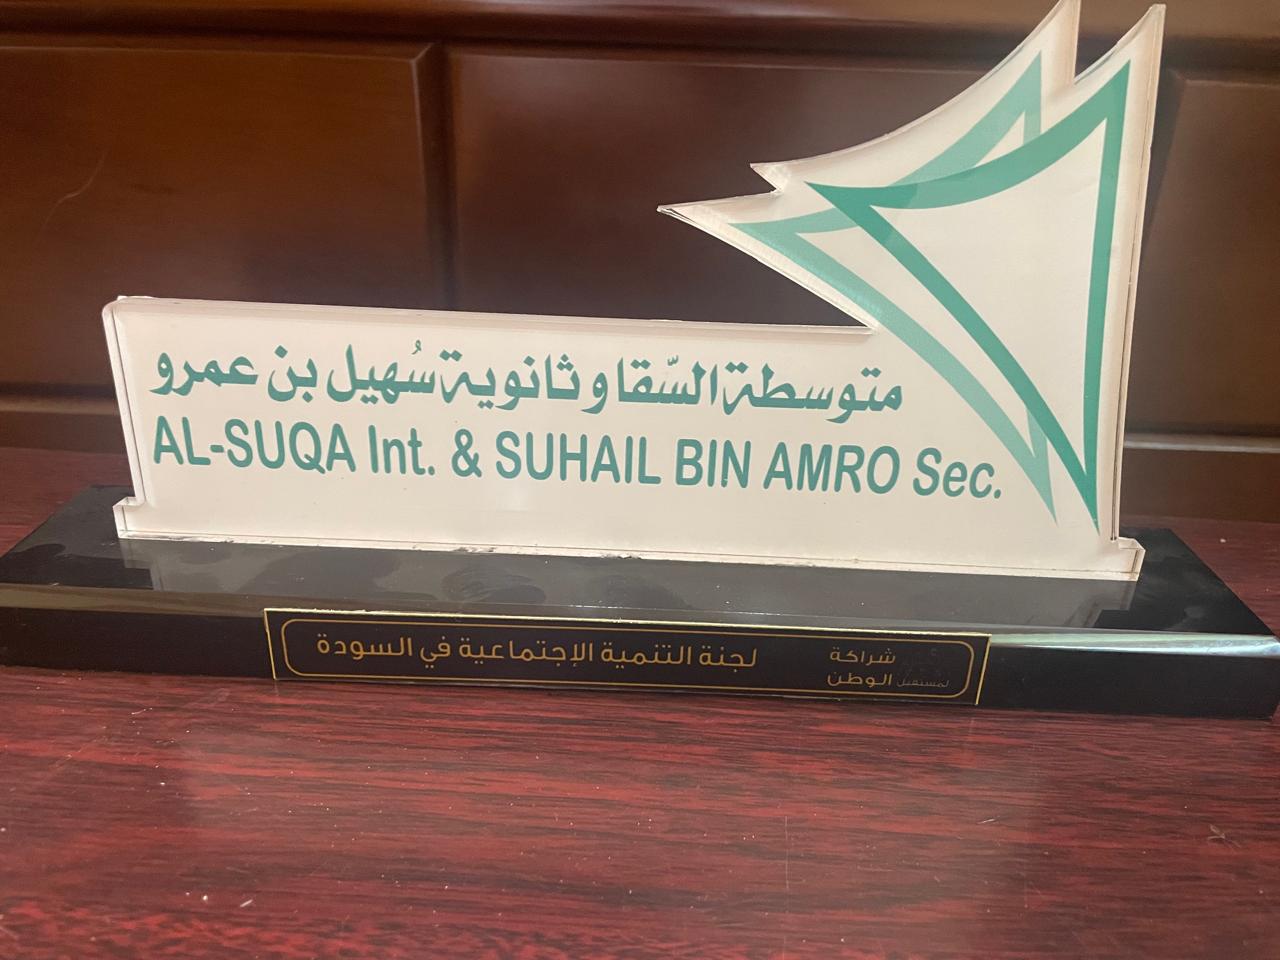 متوسطة السّقا و ثانوية سُهيل بن عمرو
AL-SUQA Int. & SUHAIL BIN AMRO Sec.
شراكة
لمستقبل الوطن
لجنة التنمية الإجتماعية في السودة